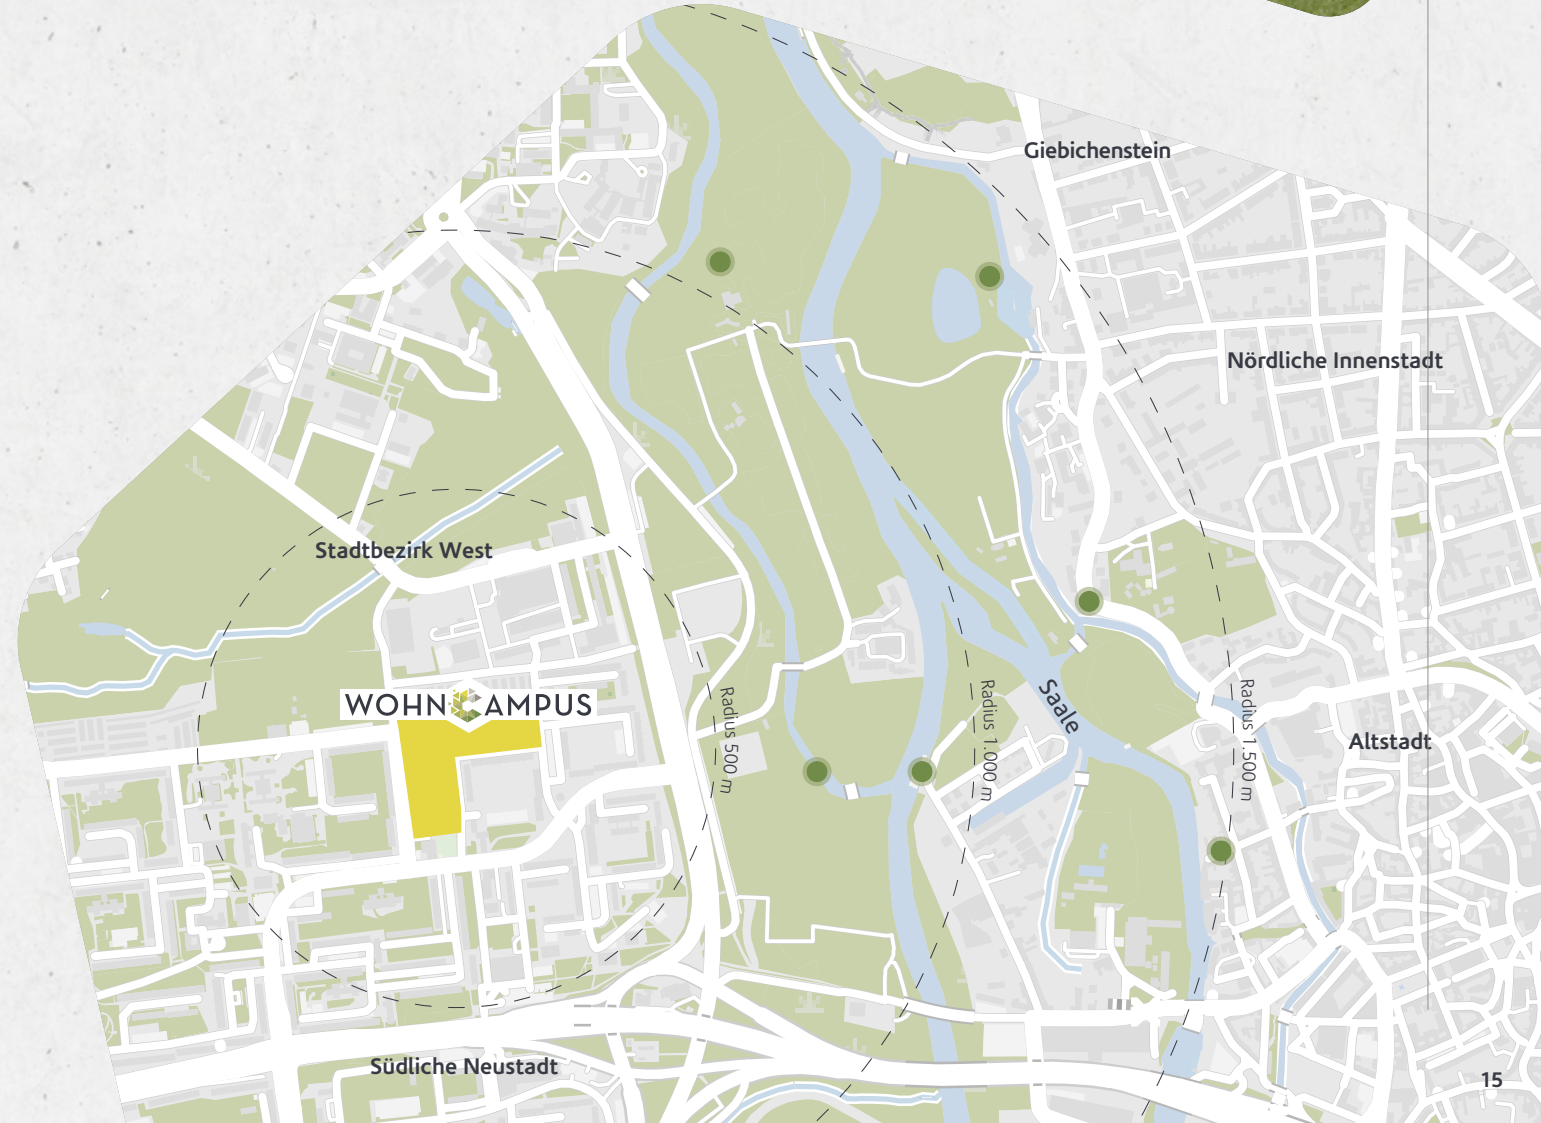 Giebichenstein
Nördliche Innenstadt
Stadtbezirk West
WOHNCAMPUS
Radius 500 m
Radius 1.000 m
Saale
Radius 1.500 m
Altstadt
Südliche Neustadt
15